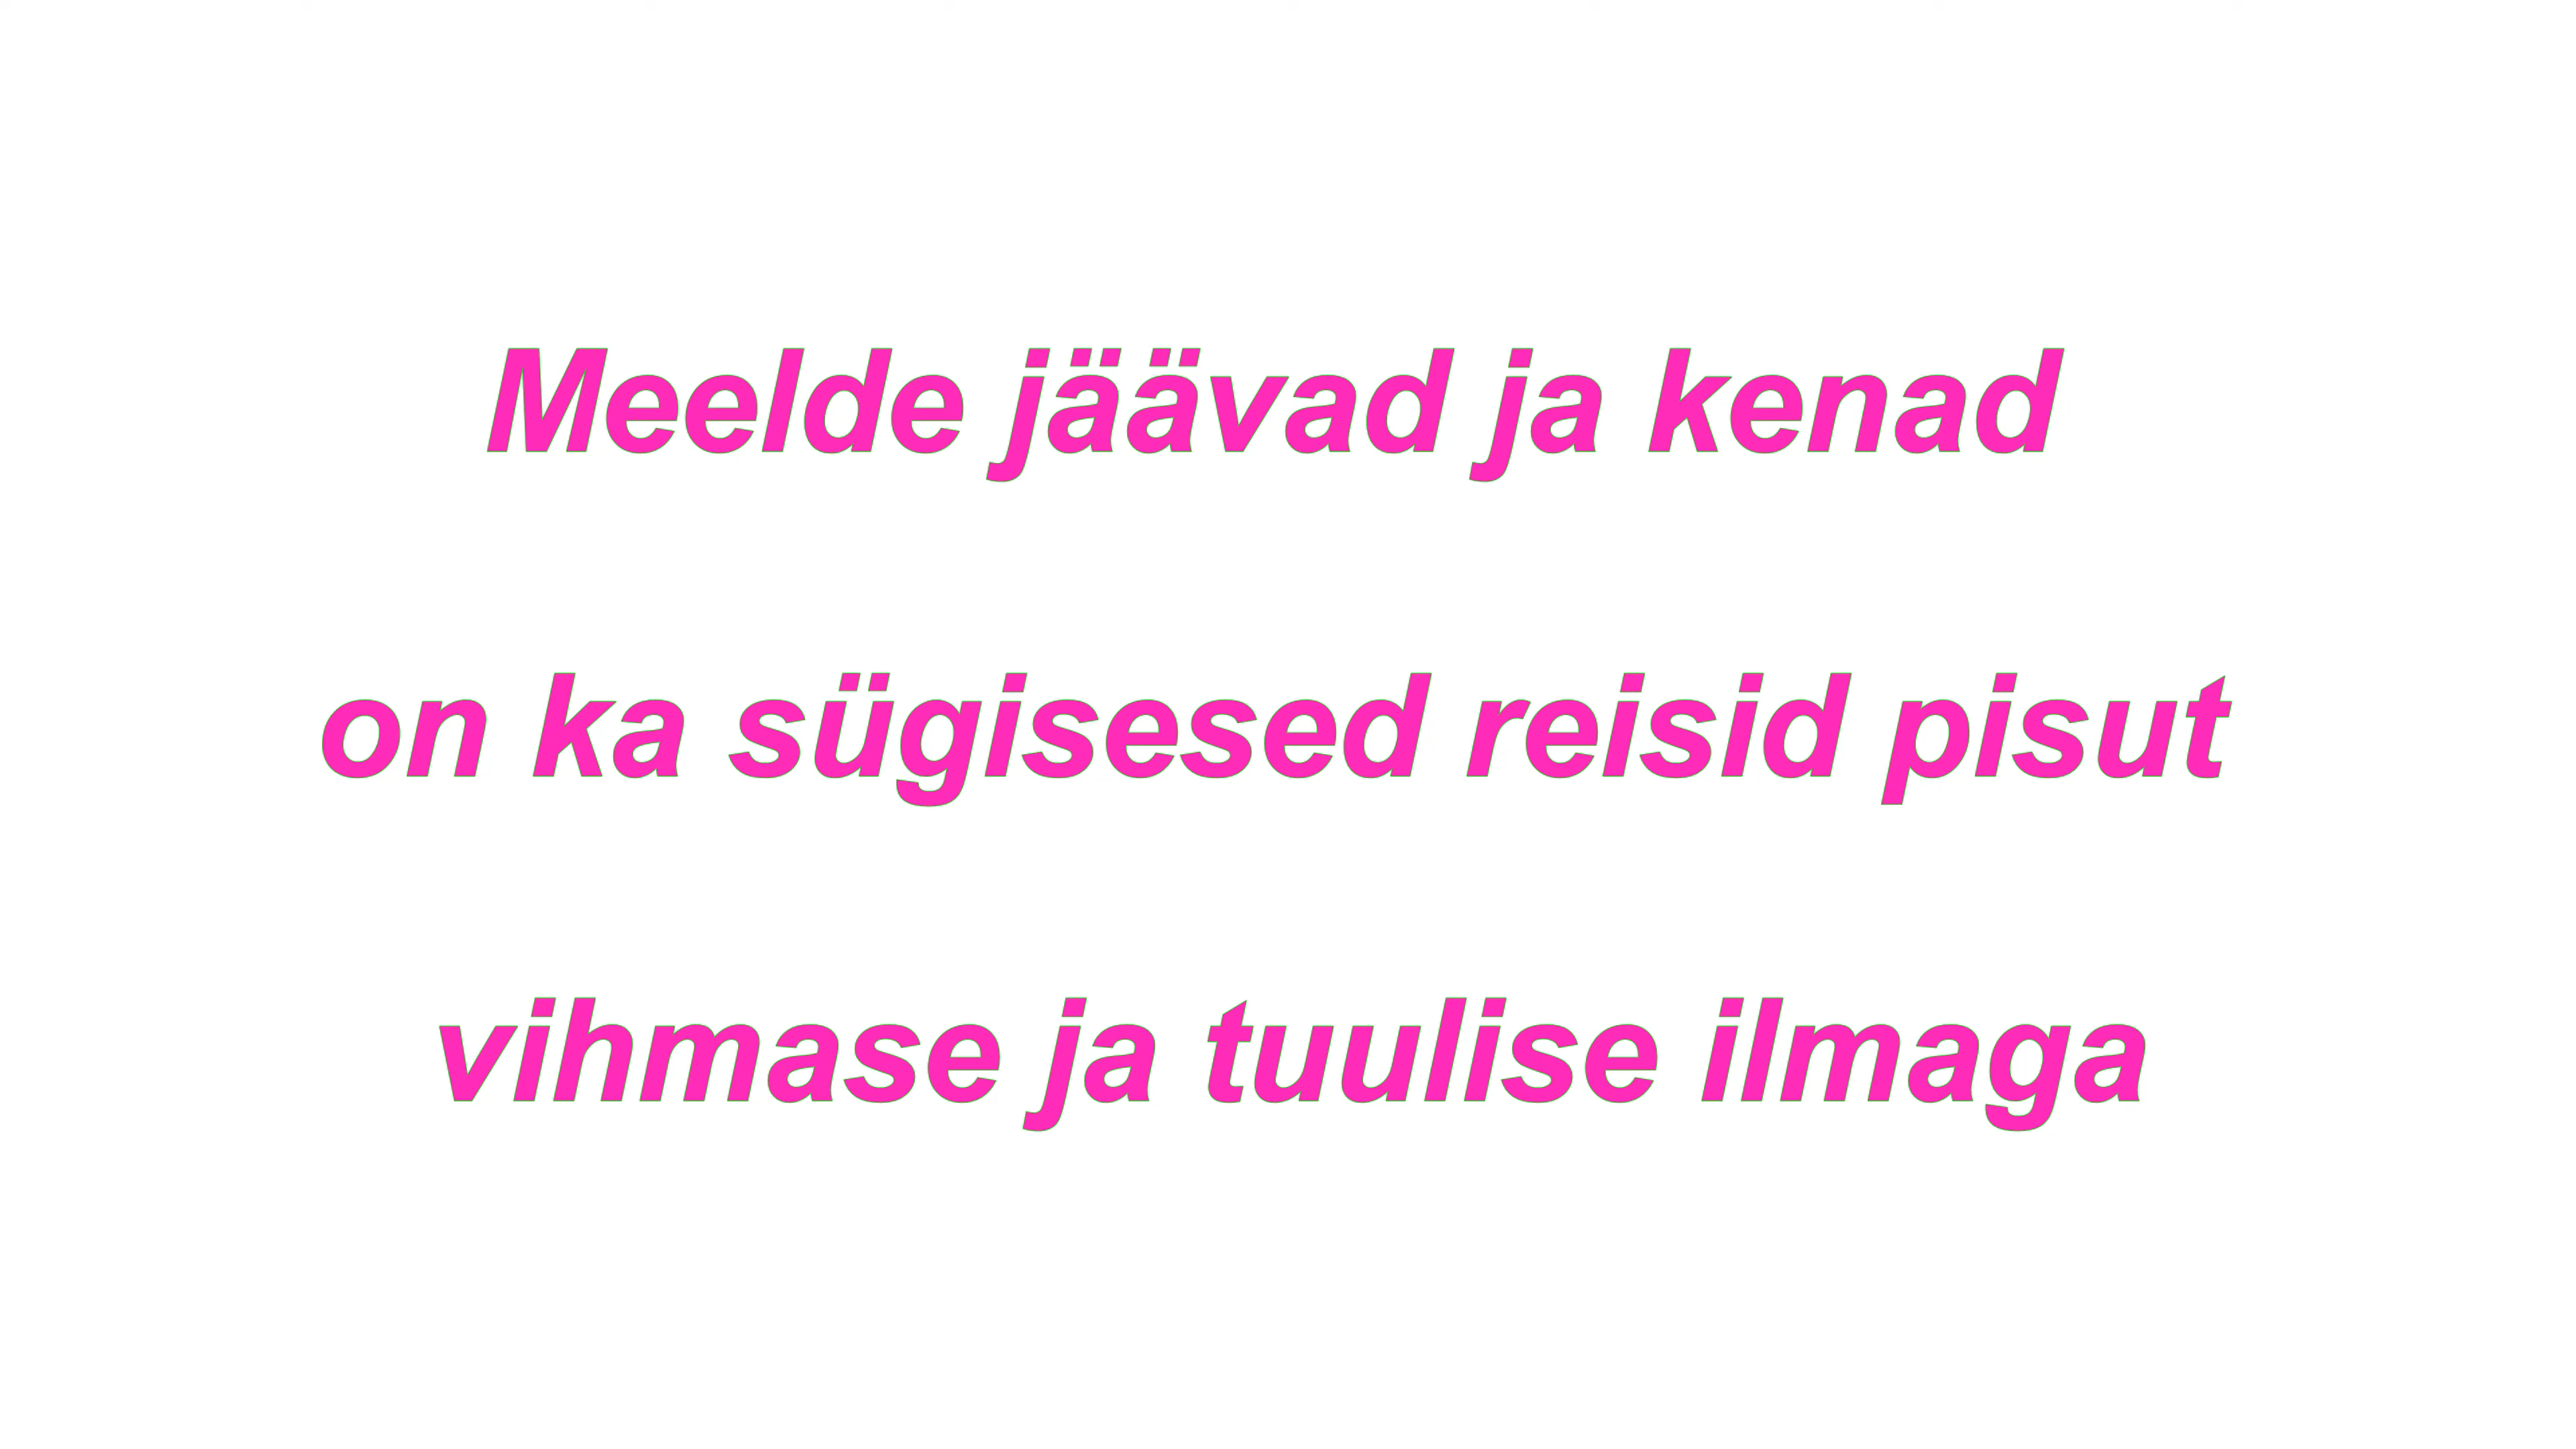 Meelde jäävad ja kenad
on ka sügisesed reisid pisut
vihmase ja tuulise ilmaga